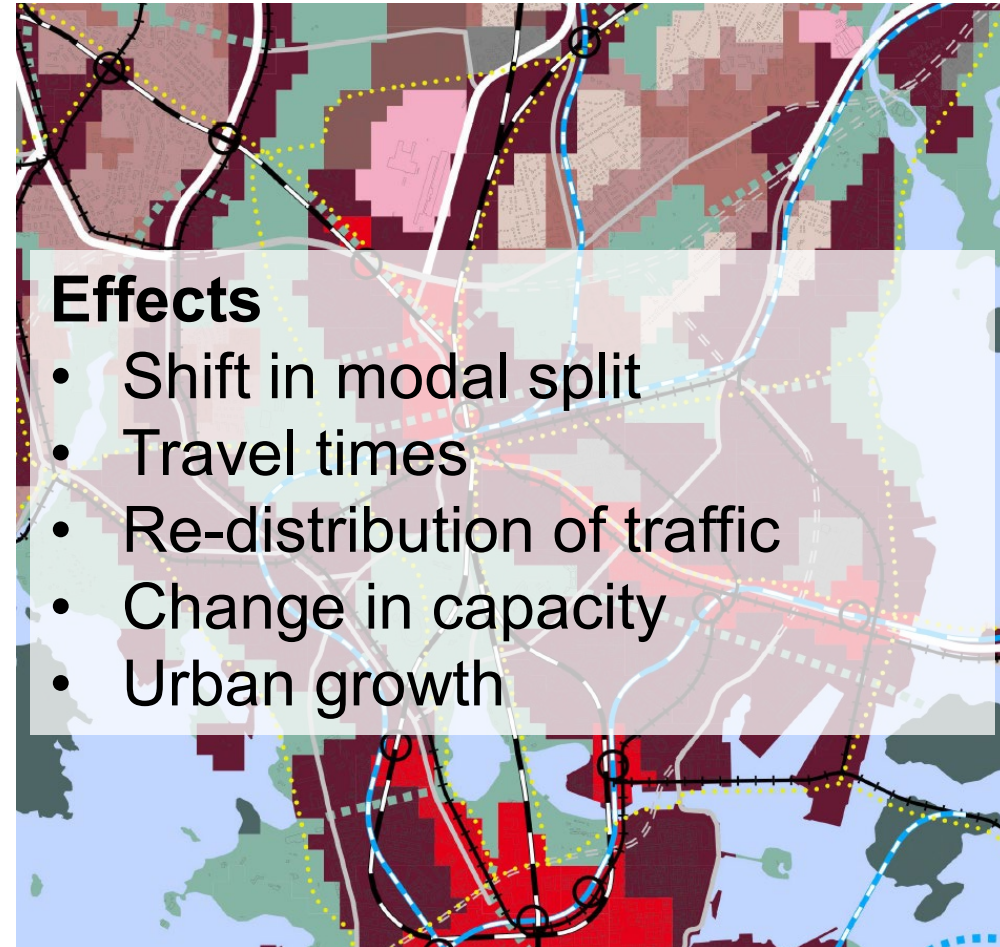 Effects
• Shift in modal split
• Travel times
• Re-distribution of traffic
• Change in capacity
• Urban growth